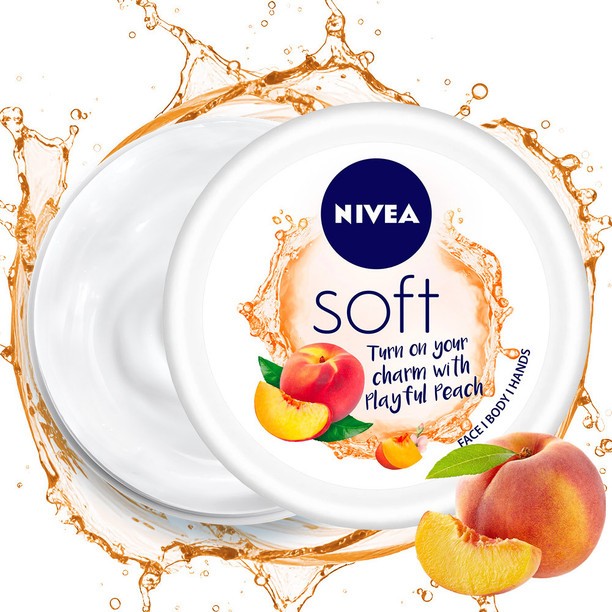 NIVEA
soft
Turn on your
charm with
Playful Peach
FACE I BODY I HANDS